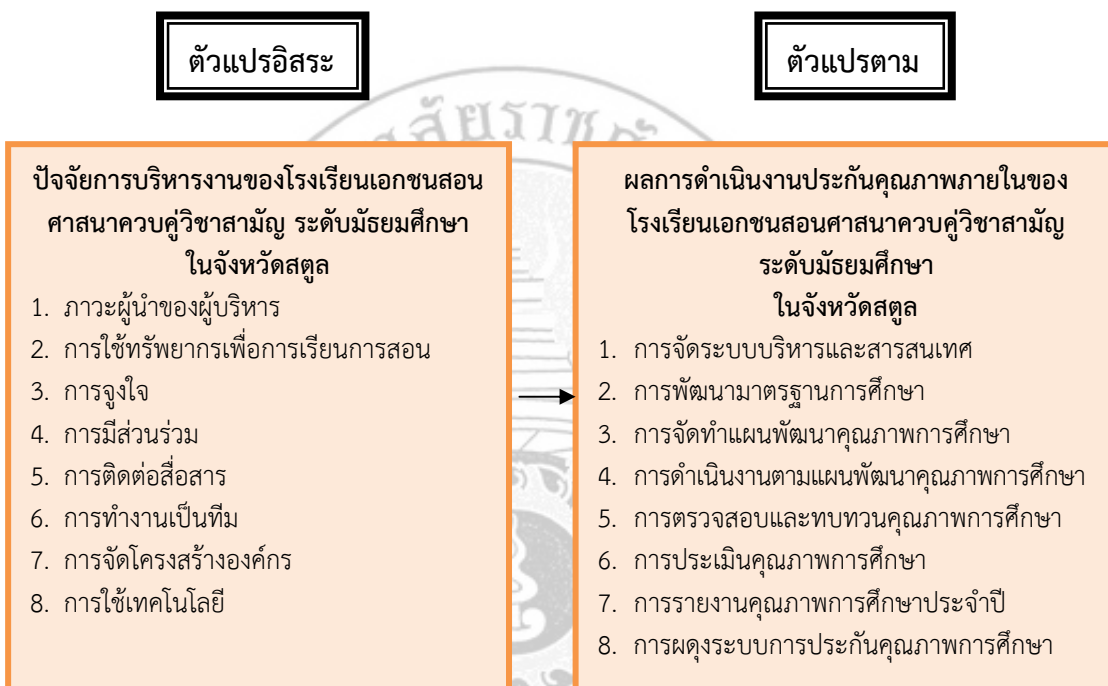 ตัวแปรอิสระ
ตัวแปรตาม
ปัจจัยการบริหารงานของโรงเรียนเอกชนสอน
ศาสนาควบคู่วิชาสามัญ ระดับมัธยมศึกษา
ในจังหวัดสตูล
1. ภาวะผู้นำของผู้บริหาร
2. การใช้ทรัพยากรเพื่อการเรียนการสอน
3. การจูงใจ
4. การมีส่วนร่วม
5. การติดต่อสื่อสาร
6. การทำงานเป็นทีม
7. การจัดโครงสร้างองค์กร
8. การใช้เทคโนโลยี
ผลการดำเนินงานประกันคุณภาพภายในของ
โรงเรียนเอกชนสอนศาสนาควบคู่วิชาสามัญ
ระดับมัธยมศึกษา
ในจังหวัดสตูล
1. การจัดระบบบริหารและสารสนเทศ
2. การพัฒนามาตรฐานการศึกษา
3. การจัดทำแผนพัฒนาคุณภาพการศึกษา
4. การดำเนินงานตามแผนพัฒนาคุณภาพการศึกษา
5. การตรวจสอบและทบทวนคุณภาพการศึกษา
6. การประเมินคุณภาพการศึกษา
7. การรายงานคุณภาพการศึกษาประจำปี
8. การผดุงระบบการประกันคุณภาพการศึกษา